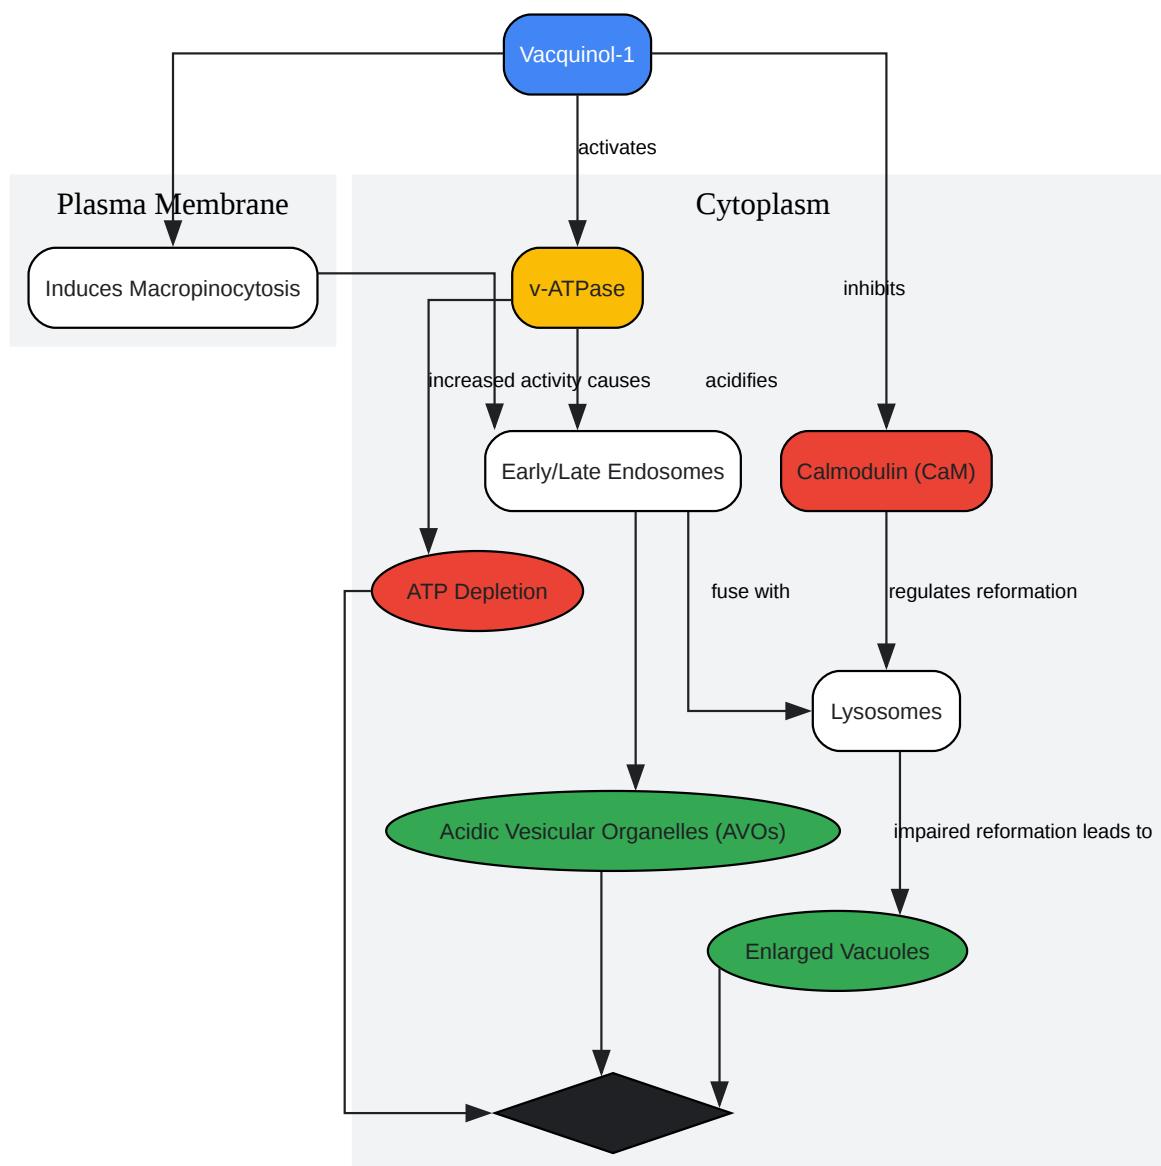 Vacquinol-1
activates
Plasma Membrane
Cytoplasm
Induces Macropinocytosis
v-ATPase
inhibits
increased activity causes
acidifies
Early/Late Endosomes
Calmodulin (CaM)
ATP Depletion
fuse with
regulates reformation
Lysosomes
Acidic Vesicular Organelles (AVOs)
impaired reformation leads to
Enlarged Vacuoles